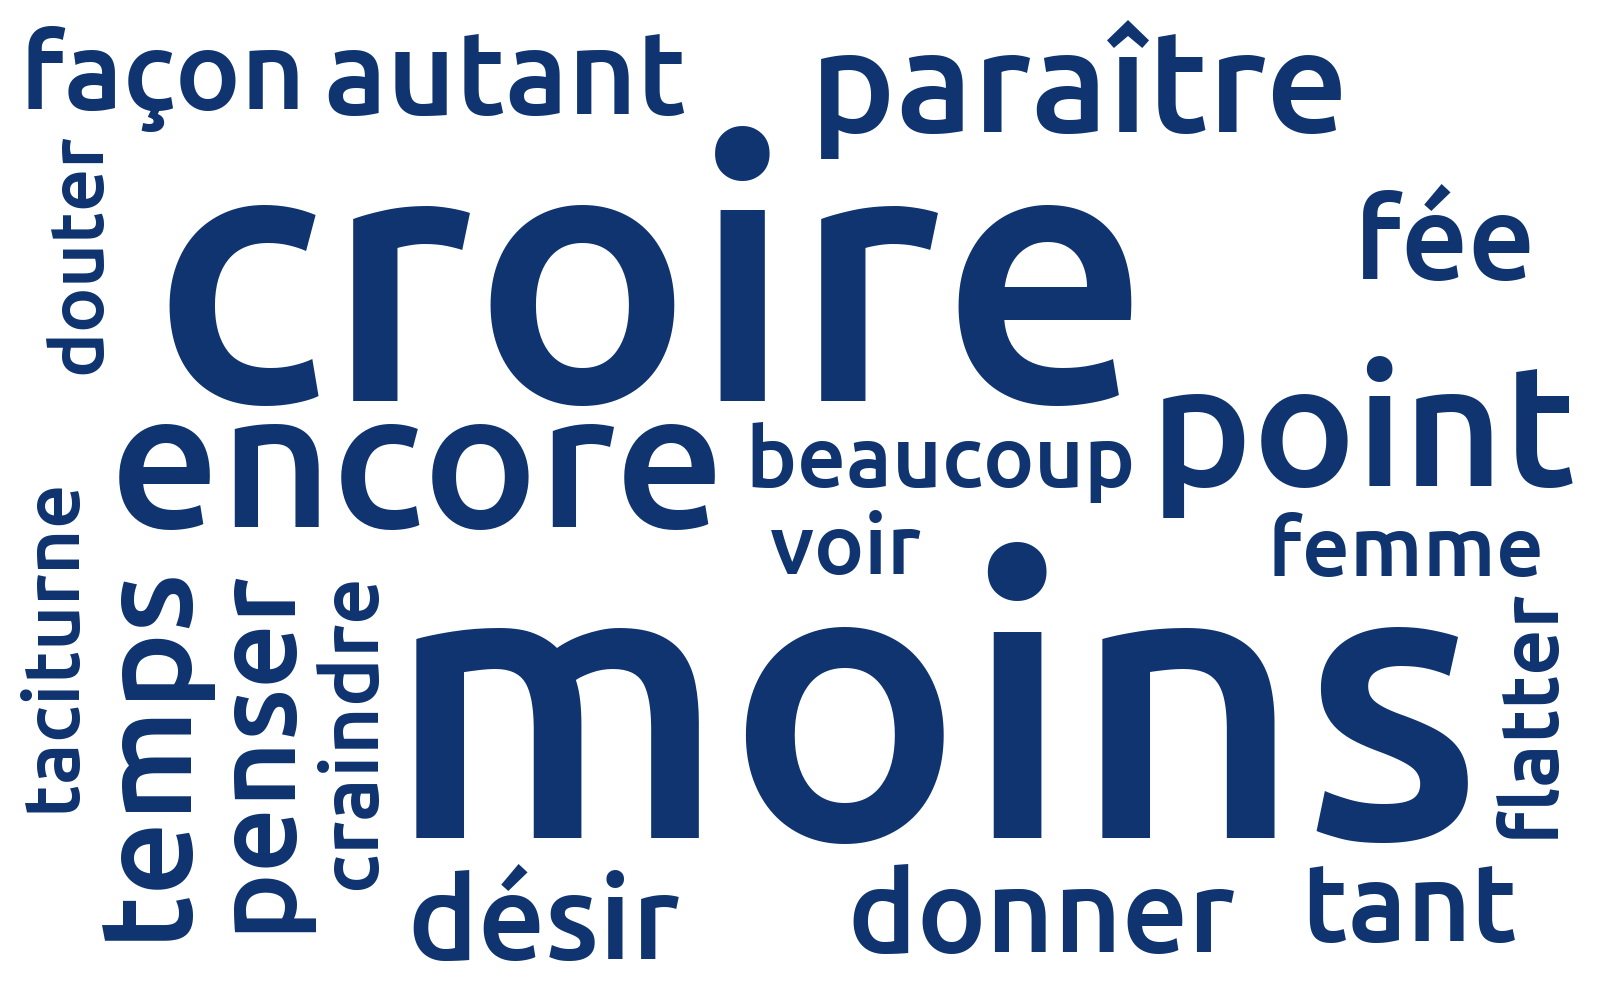 façon
autant
paraître
douter
croire
fée
encore
beaucoup
point
voir
femme
taciturne
temps
penser
craindre
moins
flatter
désir
donner
tant